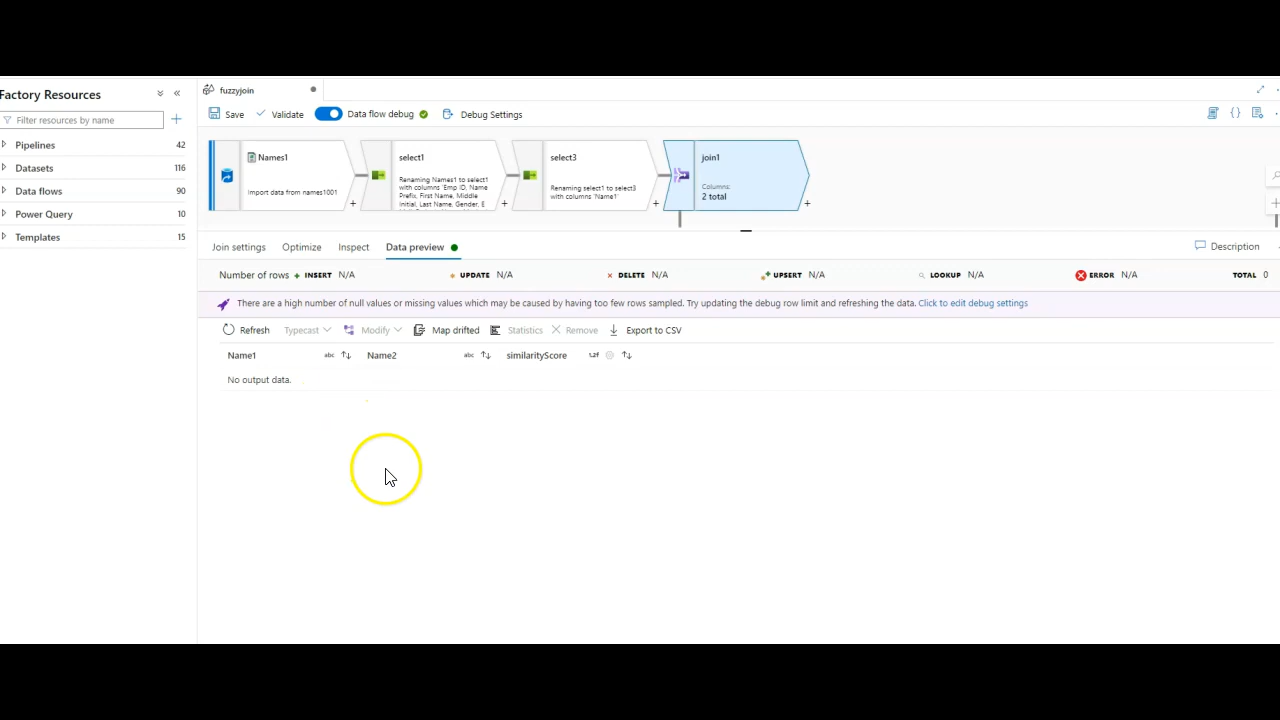 Factory Resources
Filter resources by name
Pipelines 42
Datasets 116
Data flows 90
Power Query 10
Templates 15
fuzzyjoin
Save Validate Data flow debug Debug Settings
Names1
Import data from names1001
select1
Renaming Names1 to select1
with columns 'Emp ID, Name
Prefix, First Name, Middle
Initial, Last Name, Gender, E
select3
Renaming select1 to select3
with columns 'Name1'
join1
Columns:
2 total
Join settings Optimize Inspect Data preview Description
Number of rows + INSERT N/A * UPDATE N/A × DELETE N/A *+ UPSERT N/A LOOKUP N/A ERROR N/A TOTAL 0
There are a high number of null values or missing values which may be caused by having too few rows sampled. Try updating the debug row limit and refreshing the data. Click to edit debug settings
Refresh Typecast Modify Map drifted Statistics Remove Export to CSV
Name1 abc Name2 abc similarityScore 1.2f
No output data.